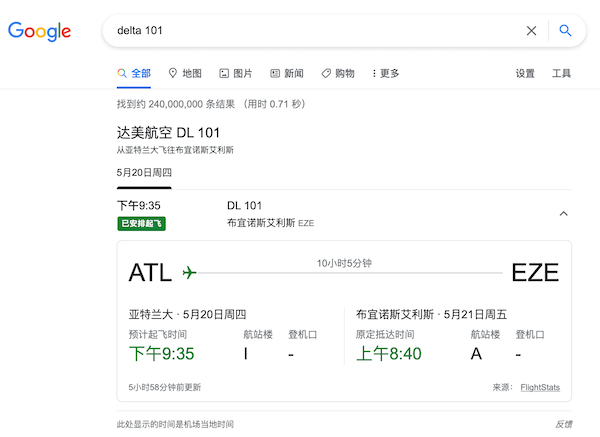 Google
delta 101
全部 地图 图片 新闻 购物 更多 设置 工具
找到约 240,000,000 条结果 （用时 0.71 秒）
达美航空 DL 101
从亚特兰大飞往布宜诺斯艾利斯
5月20日周四
下午9:35 DL 101
已安排起飞 布宜诺斯艾利斯 EZE
ATL 10小时5分钟 EZE
亚特兰大 · 5月20日周四 布宜诺斯艾利斯 · 5月21日周五
预计起飞时间 航站楼 登机口 原定抵达时间 航站楼 登机口
下午9:35 I - 上午8:40 A -
5小时58分钟前更新 来源： FlightStats
此处显示的时间是机场当地时间 反馈